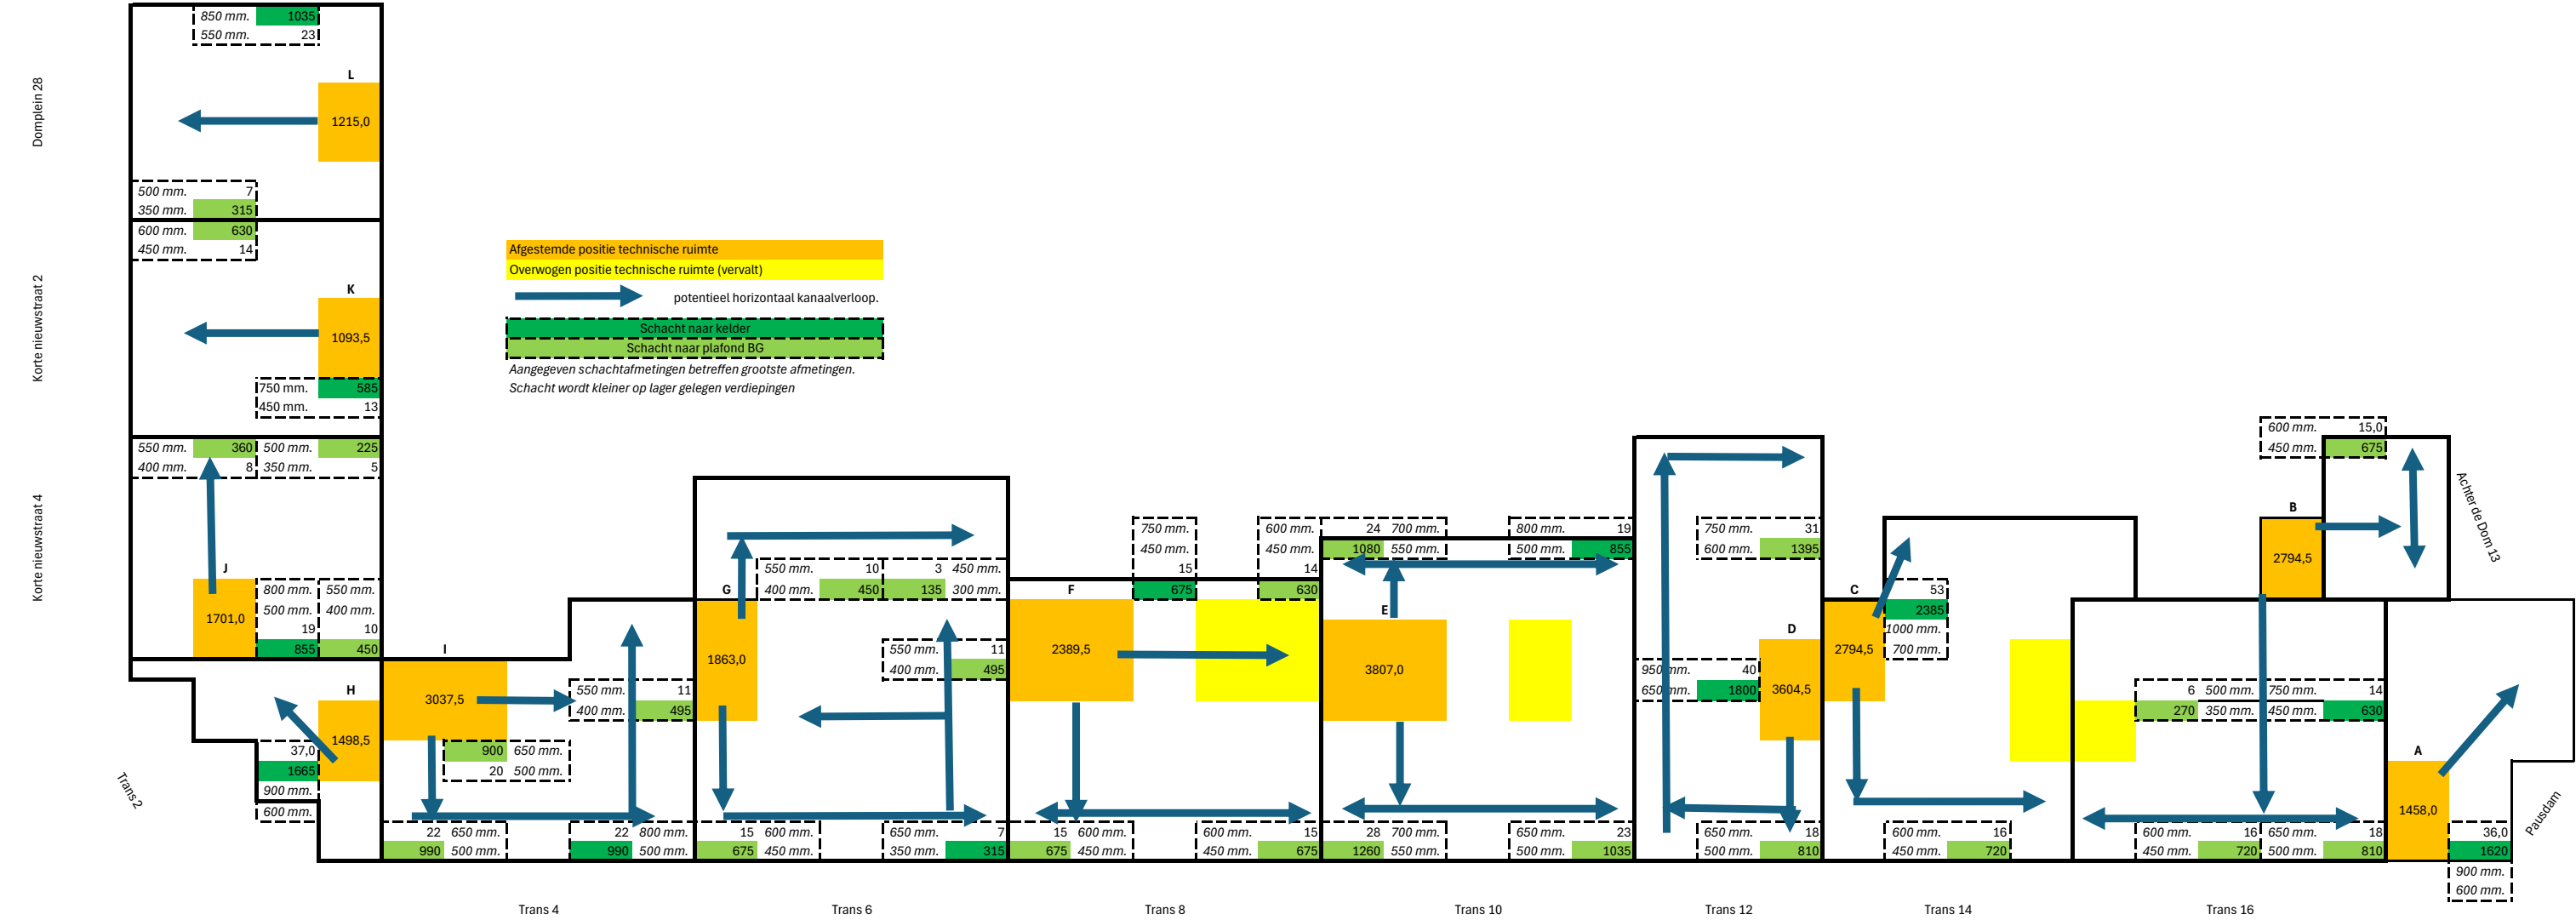 850 mm. 1035
550 mm. 23
L
Domplein 28
1215,0
500 mm. 7
350 mm. 315
600 mm. 630
450 mm. 14
Afgestemde positie technische ruimte
Overwogen positie technische ruimte (vervalt)
potentieel horizontaal kanaalverloop.
Schacht naar kelder
Schacht naar plafond BG
Aangegeven schachtafmetingen betreffen grootste afmetingen.
Schacht wordt kleiner op lager gelegen verdiepingen
K
Korte nieuwstraat 2
1093,5
750 mm. 585
450 mm. 13
550 mm. 360 500 mm. 225
400 mm. 8 350 mm. 5
Korte nieuwstraat 4
J
1701,0
800 mm. 550 mm.
500 mm. 400 mm.
19 10
855 450
H
1498,5
37,0
1665
900 mm.
600 mm.
Trans 2
I
3037,5
900 650 mm.
20 500 mm.
550 mm. 11
400 mm. 495
22 650 mm. 22 800 mm.
990 500 mm. 990 500 mm.
Trans 4
G
1863,0
550 mm. 10 3 450 mm.
400 mm. 450 135 300 mm.
550 mm. 11
400 mm. 495
15 600 mm. 650 mm. 7
675 450 mm. 350 mm. 315
Trans 6
F
2389,5
750 mm.
450 mm.
15
675
600 mm.
450 mm.
14
630
15 600 mm. 600 mm. 15
675 450 mm. 450 mm. 675
Trans 8
24 700 mm. 800 mm. 19
1080 550 mm. 500 mm. 855
E
3807,0
28 700 mm. 650 mm. 23
1260 550 mm. 500 mm. 1035
Trans 10
750 mm. 31
600 mm. 1395
D
3604,5
950 mm. 40
650 mm. 1800
650 mm. 18
500 mm. 810
Trans 12
C
2794,5
53
2385
1000 mm.
700 mm.
600 mm. 16
450 mm. 720
Trans 14
600 mm. 15,0
450 mm. 675
B
2794,5
Achter de Dom 13
6 500 mm. 750 mm. 14
270 350 mm. 450 mm. 630
600 mm. 16 650 mm. 18
450 mm. 720 500 mm. 810
Trans 16
A
1458,0
36,0
1620
900 mm.
600 mm.
Pausdam